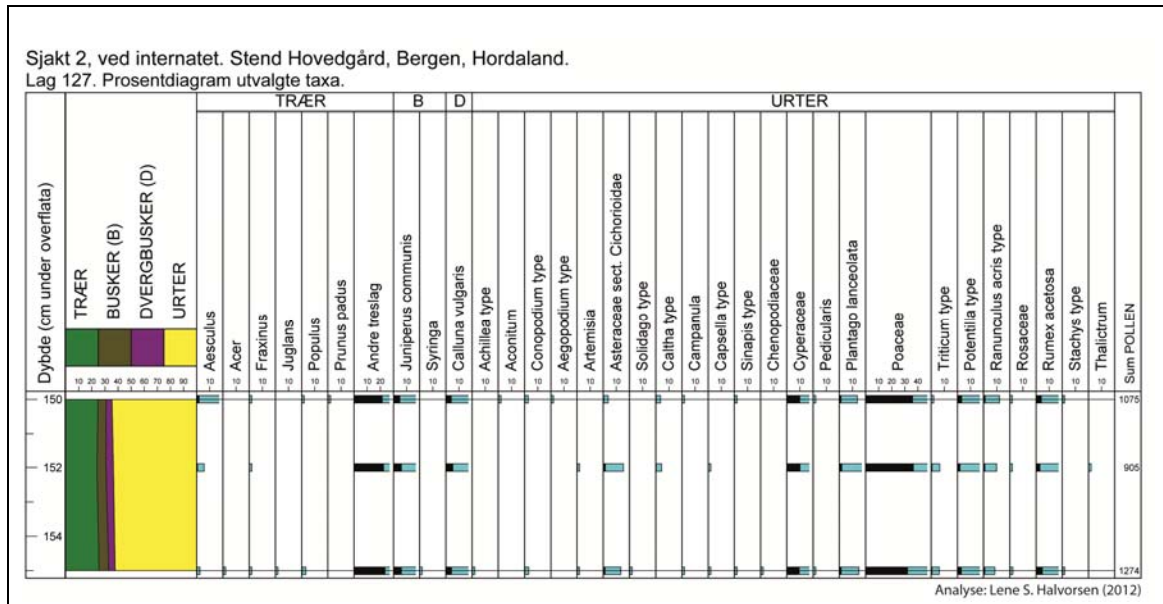 Sjakt 2, ved internatet. Stend Hovedgård, Bergen, Hordaland.
Lag 127. Prosentdiagram utvalgte taxa.
TRÆR B D URTER
Dybde (cm under overflata)
TRÆR
BUSKER (B)
DVERGBUSKER (D)
URTER
Aesculus
Acer
Fraxinus
Juglans
Populus
Prunus padus
Andre treslag
Juniperus communis
Syringa
Calluna vulgaris
Achillea type
Aconitum
Conopodium type
Aegopodium type
Artemisia
Asteraceae sect. Cichorioidae
Solidago type
Caltha type
Campanula
Capsella type
Sinapis type
Chenopodiaceae
Cyperaceae
Pedicularis
Plantago lanceolata
Poaceae
Triticum type
Potentilla type
Ranunculus acris type
Rosaceae
Rumex acetosa
Stachys type
Thalictrum
Sum POLLEN
10 20 30 40 50 60 70 80 90 10 10 10 10 10 10 10 20 10 10 10 10 10 10 10 10 10 10 10 10 10 10 10 10 10 10 10 20 30 40 10 10 10 10 10 10 10
150 1075
152 905
154
1274
Analyse: Lene S. Halvorsen (2012)